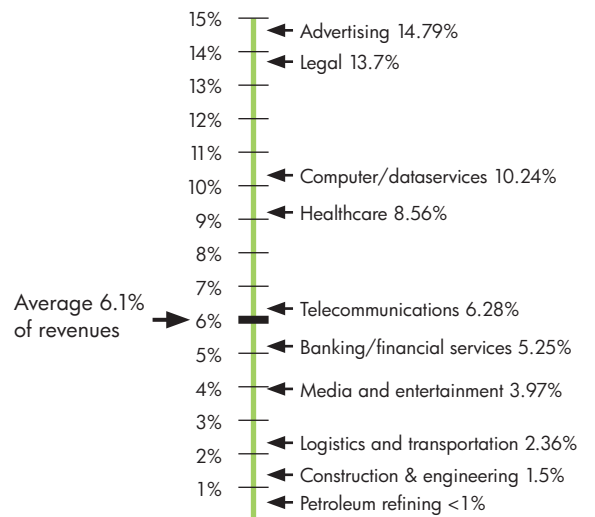 15%
Advertising 14.79%
14%
Legal 13.7%
13%
12%
11%
Computer/dataservices 10.24%
10%
Healthcare 8.56%
9%
8%
7%
Telecommunications 6.28%
Average 6.1%
of revenues
6%
Banking/financial services 5.25%
5%
4%
Media and entertainment 3.97%
3%
Logistics and transportation 2.36%
2%
Construction & engineering 1.5%
1%
Petroleum refining <1%